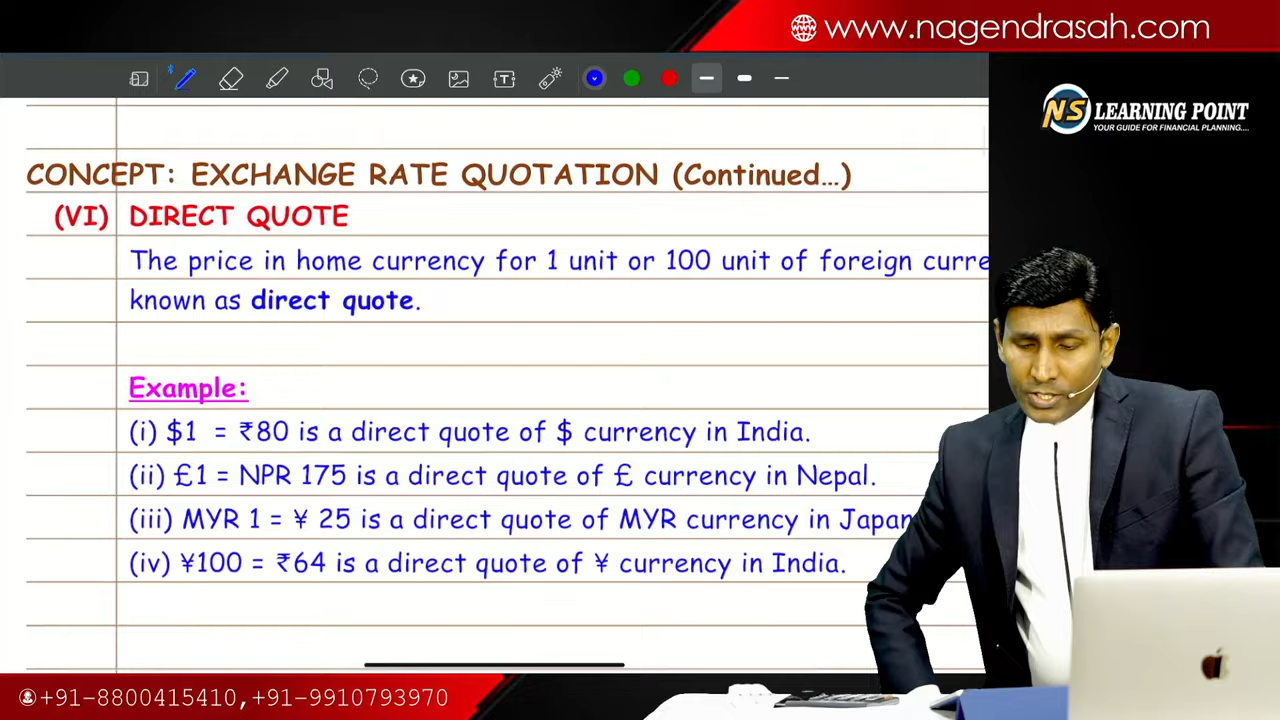 www.nagendrasah.com
NS LEARNING POINT
YOUR GUIDE FOR FINANCIAL PLANNING....
CONCEPT: EXCHANGE RATE QUOTATION (Continued...)
(VI) DIRECT QUOTE
The price in home currency for 1 unit or 100 unit of foreign curre
known as direct quote.
Example:
(i) $1 = ₹80 is a direct quote of $ currency in India.
(ii) £1 = NPR 175 is a direct quote of £ currency in Nepal.
(iii) MYR 1 = ¥ 25 is a direct quote of MYR currency in Japan
(iv) ¥100 = ₹64 is a direct quote of ¥ currency in India.
+91-8800415410,+91-9910793970